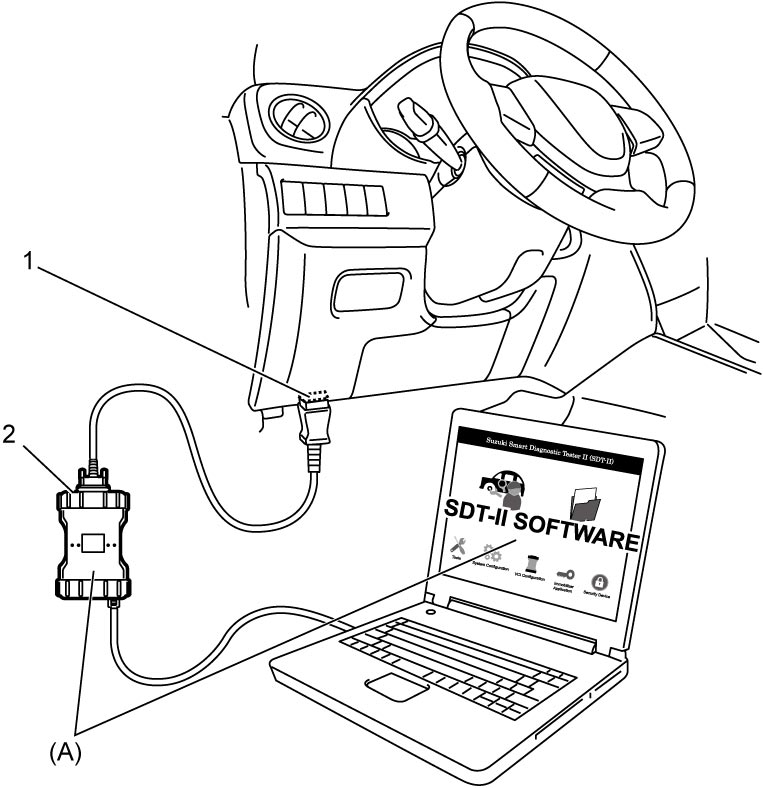 1
2
Suzuki Smart Diagnostic Tester II (SDT-II)
SDT-II SOFTWARE
Tools
System Configuration
VCI Configuration
Immobilizer
Application
Security Device
(A)